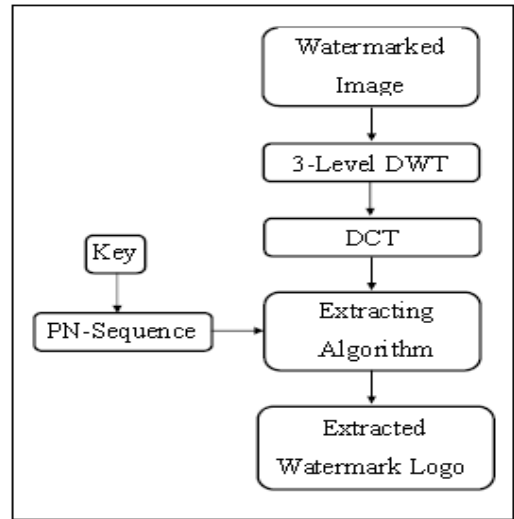 Watermarked
Image
3-Level DWT
DCT
Key
PN-Sequence
Extracting
Algorithm
Extracted
Watermark Logo